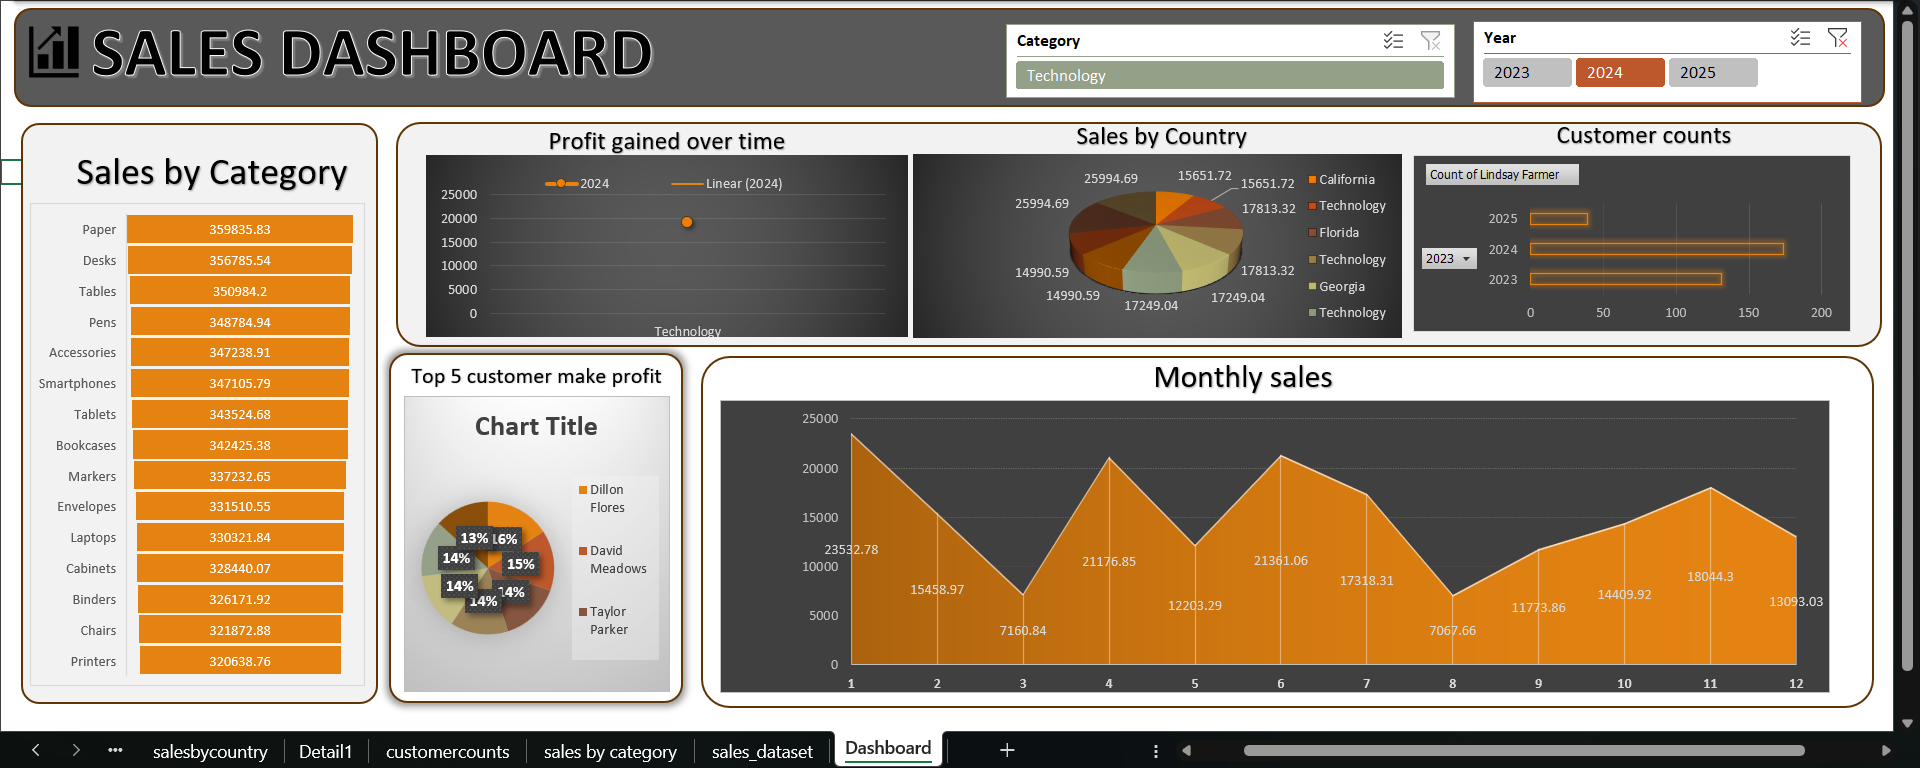 SALES DASHBOARD
Category
Technology
Year
2023 2024 2025
Sales by Category
Paper 359835.83
Desks 356785.54
Tables 350984.2
Pens 348784.94
Accessories 347238.91
Smartphones 347105.79
Tablets 343524.68
Bookcases 342425.38
Markers 337232.65
Envelopes 331510.55
Laptops 330321.84
Cabinets 328440.07
Binders 326171.92
Chairs 321872.88
Printers 320638.76
Profit gained over time
2024 Linear (2024)
25000
20000
15000
10000
5000
0
Technology
Sales by Country
25994.69 15651.72
15651.72
25994.69
17813.32
14990.59
17813.32
14990.59
17249.04
17249.04
California
Technology
Florida
Technology
Georgia
Technology
Customer counts
Count of Lindsay Farmer
2023
2025
2024
2023
0 50 100 150 200
Top 5 customer make profit
Chart Title
13% 16%
14% 15%
14% 14%
14%
Dillon
Flores
David
Meadows
Taylor
Parker
Monthly sales
25000
20000
15000
10000
5000
0
23532.78
15458.97
7160.84
21176.85
12203.29
21361.06
17318.31
7067.66
11773.86
14409.92
18044.3
13093.03
1 2 3 4 5 6 7 8 9 10 11 12
salesbycountry Detail1 customercounts sales by category sales_dataset Dashboard